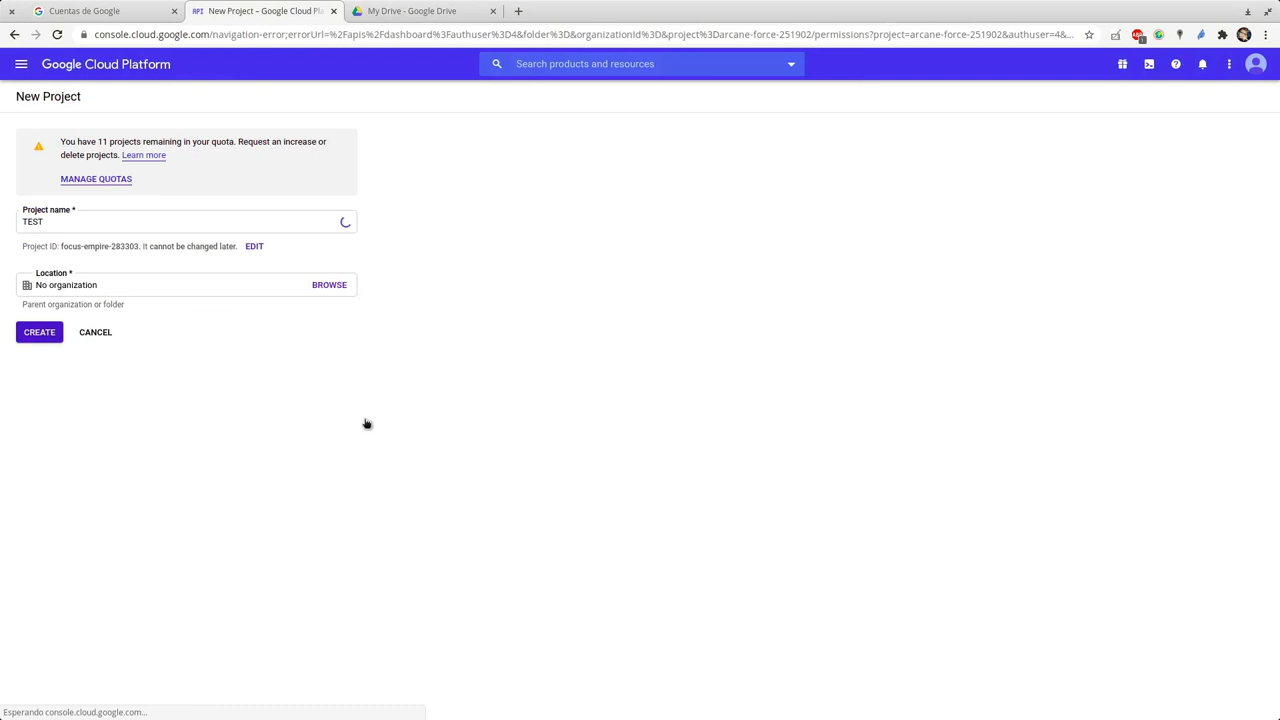 Cuentas de Google
API New Project – Google Cloud Pla
My Drive - Google Drive
console.cloud.google.com/navigation-error;errorUrl=%2Fapis%2Fdashboard%3Fauthuser%3D4&folder%3D&organizationId%3D&project%3Darcane-force-251902/permissions?project=arcane-force-251902&authuser=4&...
1
Google Cloud Platform
Search products and resources
New Project
You have 11 projects remaining in your quota. Request an increase or
delete projects. Learn more
MANAGE QUOTAS
Project name *
TEST
Project ID: focus-empire-283303. It cannot be changed later. EDIT
Location *
No organization
BROWSE
Parent organization or folder
CREATE CANCEL
Esperando console.cloud.google.com...